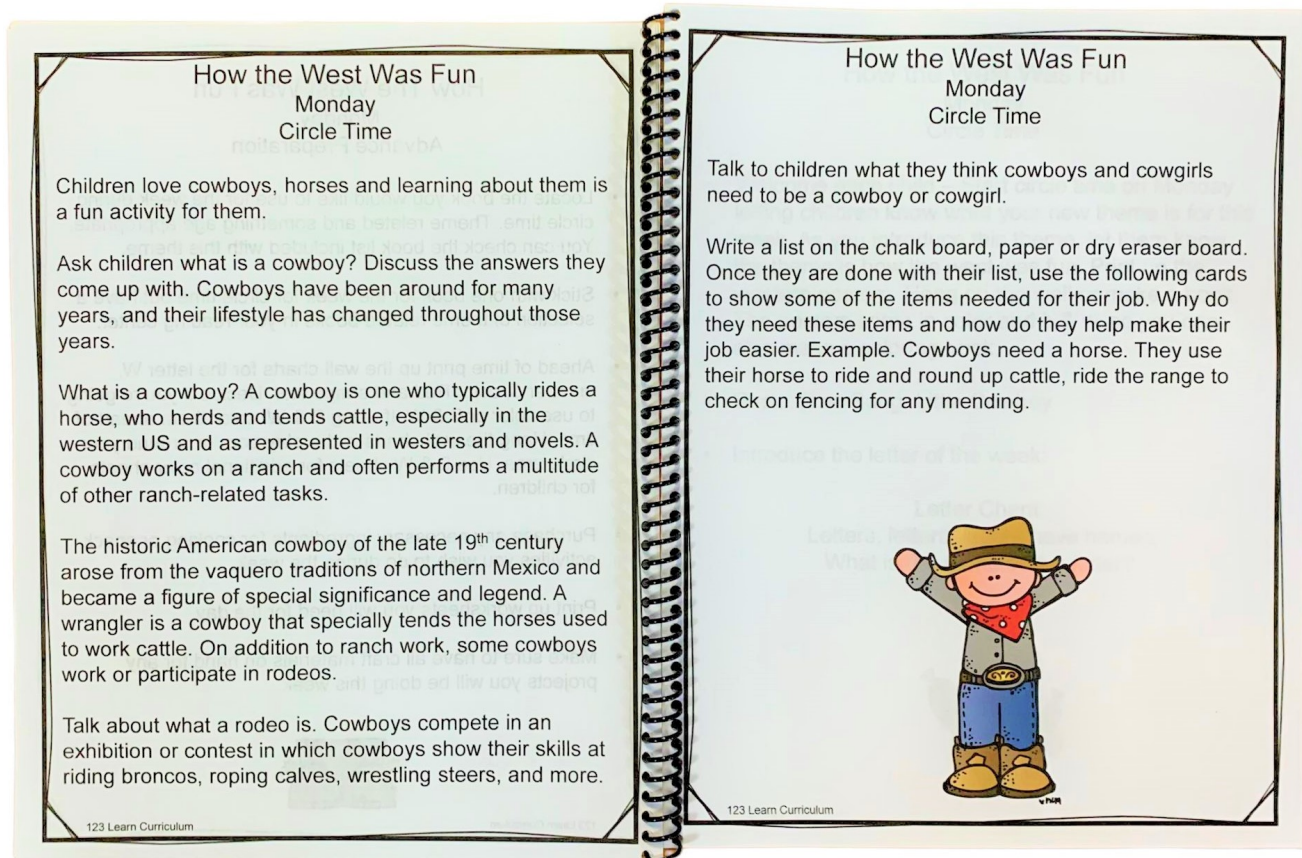 How the West Was Fun
Monday
Circle Time
Children love cowboys, horses and learning about them is
a fun activity for them.
Ask children what is a cowboy? Discuss the answers they
come up with. Cowboys have been around for many
years, and their lifestyle has changed throughout those
years.
What is a cowboy? A cowboy is one who typically rides a
horse, who herds and tends cattle, especially in the
western US and as represented in westers and novels. A
cowboy works on a ranch and often performs a multitude
of other ranch-related tasks.
The historic American cowboy of the late 19th century
arose from the vaquero traditions of northern Mexico and
became a figure of special significance and legend. A
wrangler is a cowboy that specially tends the horses used
to work cattle. On addition to ranch work, some cowboys
work or participate in rodeos.
Talk about what a rodeo is. Cowboys compete in an
exhibition or contest in which cowboys show their skills at
riding broncos, roping calves, wrestling steers, and more.
123 Learn Curriculum
How the West Was Fun
Monday
Circle Time
Talk to children what they think cowboys and cowgirls
need to be a cowboy or cowgirl.
Write a list on the chalk board, paper or dry eraser board.
Once they are done with their list, use the following cards
to show some of the items needed for their job. Why do
they need these items and how do they help make their
job easier. Example. Cowboys need a horse. They use
their horse to ride and round up cattle, ride the range to
check on fencing for any mending.
123 Learn Curriculum